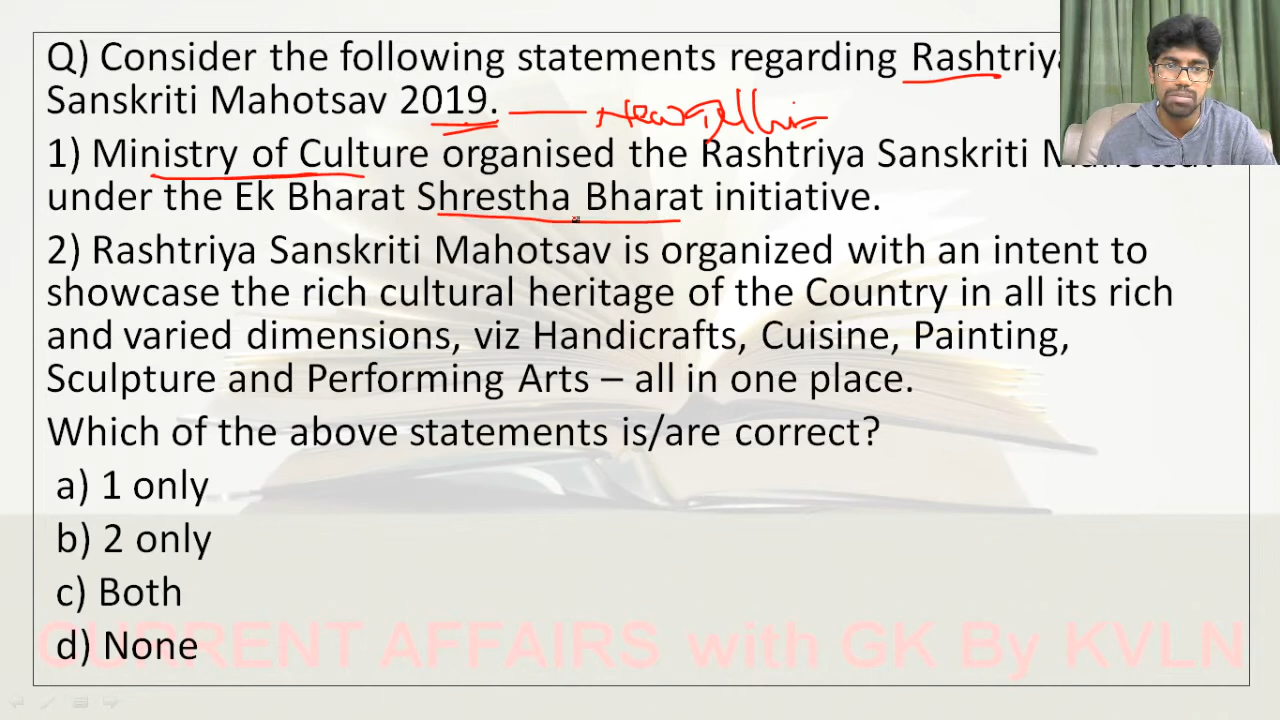 Q) Consider the following statements regarding Rashtriya
Sanskriti Mahotsav 2019. New Delhi
1) Ministry of Culture organised the Rashtriya Sanskriti
under the Ek Bharat Shrestha Bharat initiative.
2) Rashtriya Sanskriti Mahotsav is organized with an intent to
showcase the rich cultural heritage of the Country in all its rich
and varied dimensions, viz Handicrafts, Cuisine, Painting,
Sculpture and Performing Arts – all in one place.
Which of the above statements is/are correct?
a) 1 only
b) 2 only
c) Both
d) None
CURRENT AFFAIRS with GK By KVLN